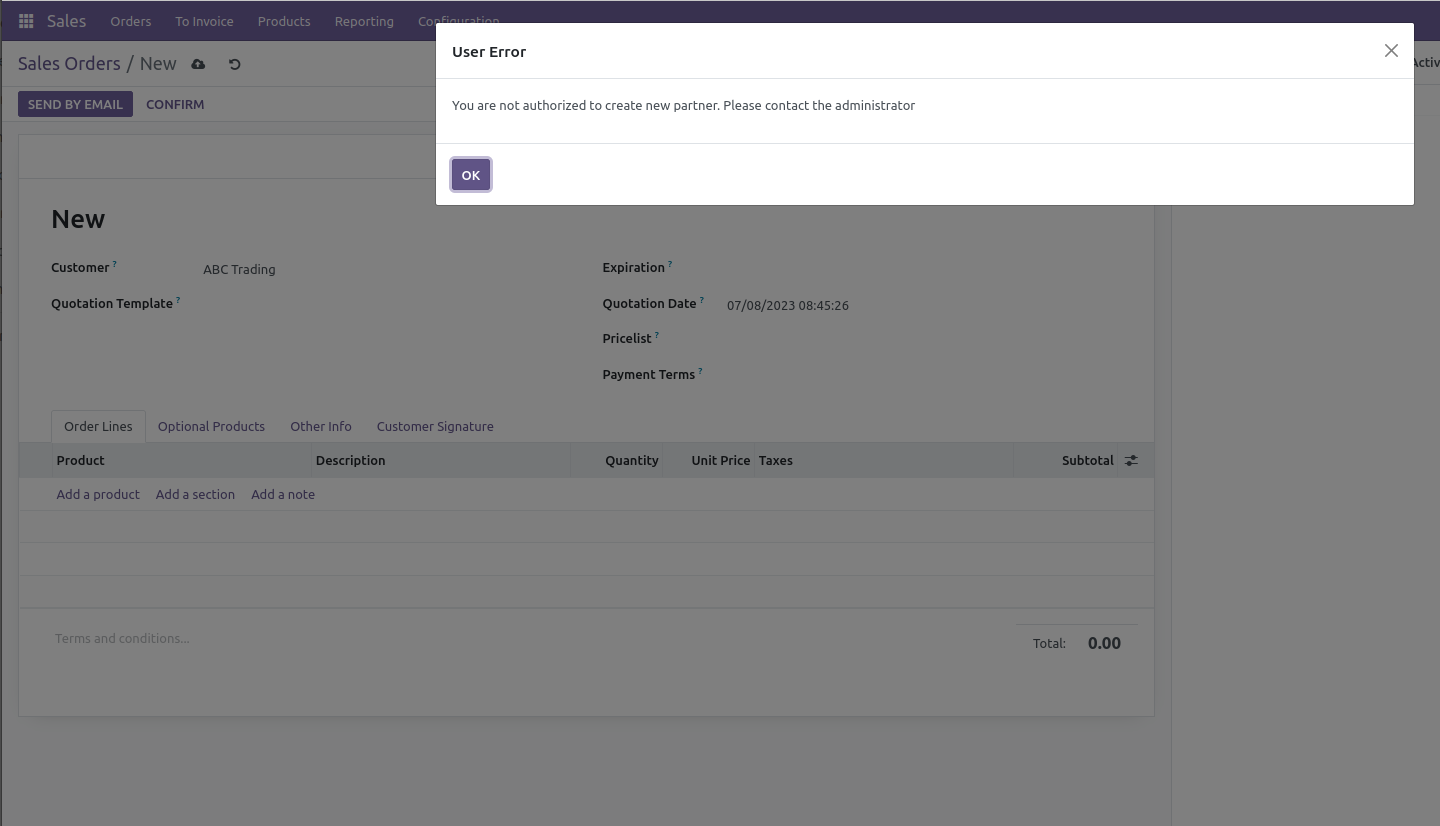 Sales Orders To Invoice Products Reporting Configuration
User Error
Sales Orders / New
Activ
SEND BY EMAIL CONFIRM
You are not authorized to create new partner. Please contact the administrator
OK
New
Customer ? ABC Trading
Expiration ?
Quotation Template ?
Quotation Date ? 07/08/2023 08:45:26
Pricelist ?
Payment Terms ?
Order Lines Optional Products Other Info Customer Signature
Product Description Quantity Unit Price Taxes Subtotal
Add a product Add a section Add a note
Terms and conditions...
Total: 0.00